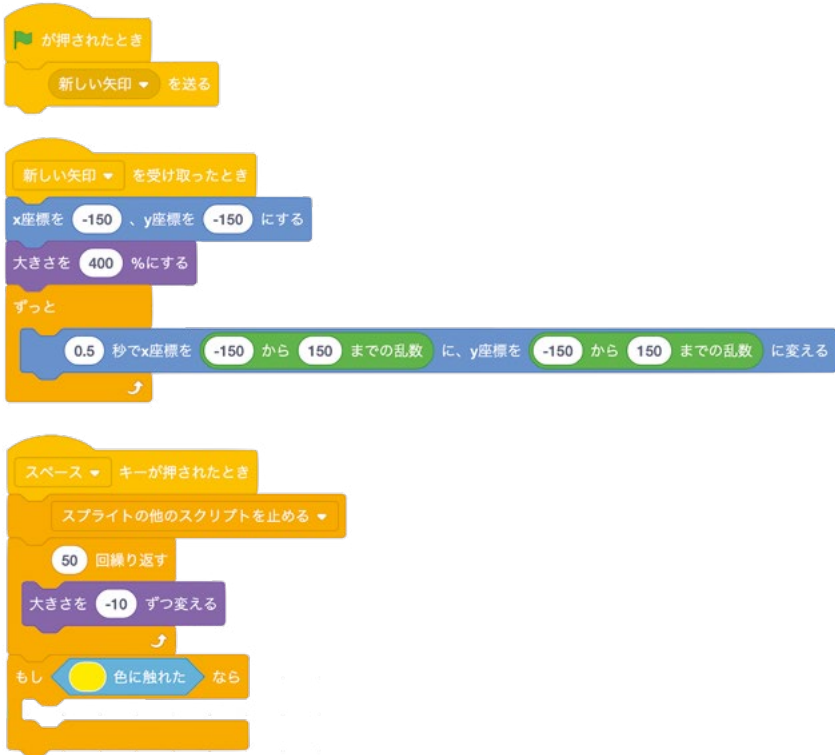 が押されたとき
新しい矢印 を送る
新しい矢印 を受け取ったとき
x座標を -150 、y座標を -150 にする
大きさを 400 %にする
ずっと
0.5 秒でx座標を -150 から 150 までの乱数 に、y座標を -150 から 150 までの乱数 に変える
スペース キーが押されたとき
スプライトの他のスクリプトを止める
50 回繰り返す
大きさを -10 ずつ変える
もし 色に触れた なら